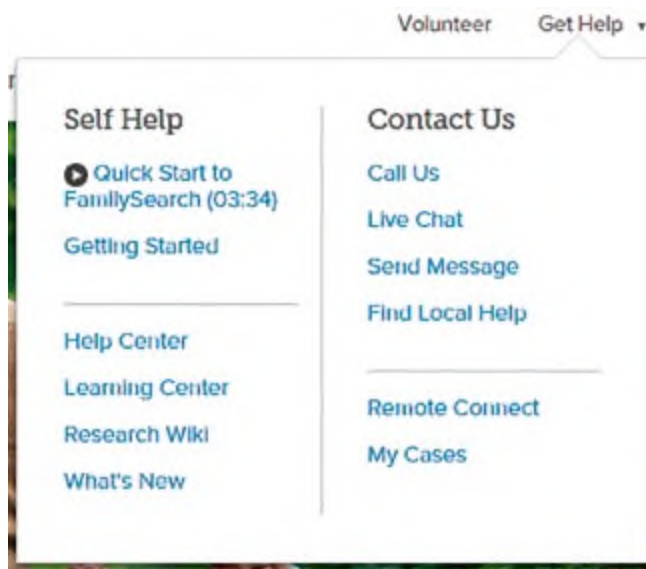 Volunteer
Get Help
Self Help
Quick Start to
FamilySearch (03:34)
Getting Started
Help Center
Learning Center
Research Wiki
What's New
Contact Us
Call Us
Live Chat
Send Message
Find Local Help
Remote Connect
My Cases